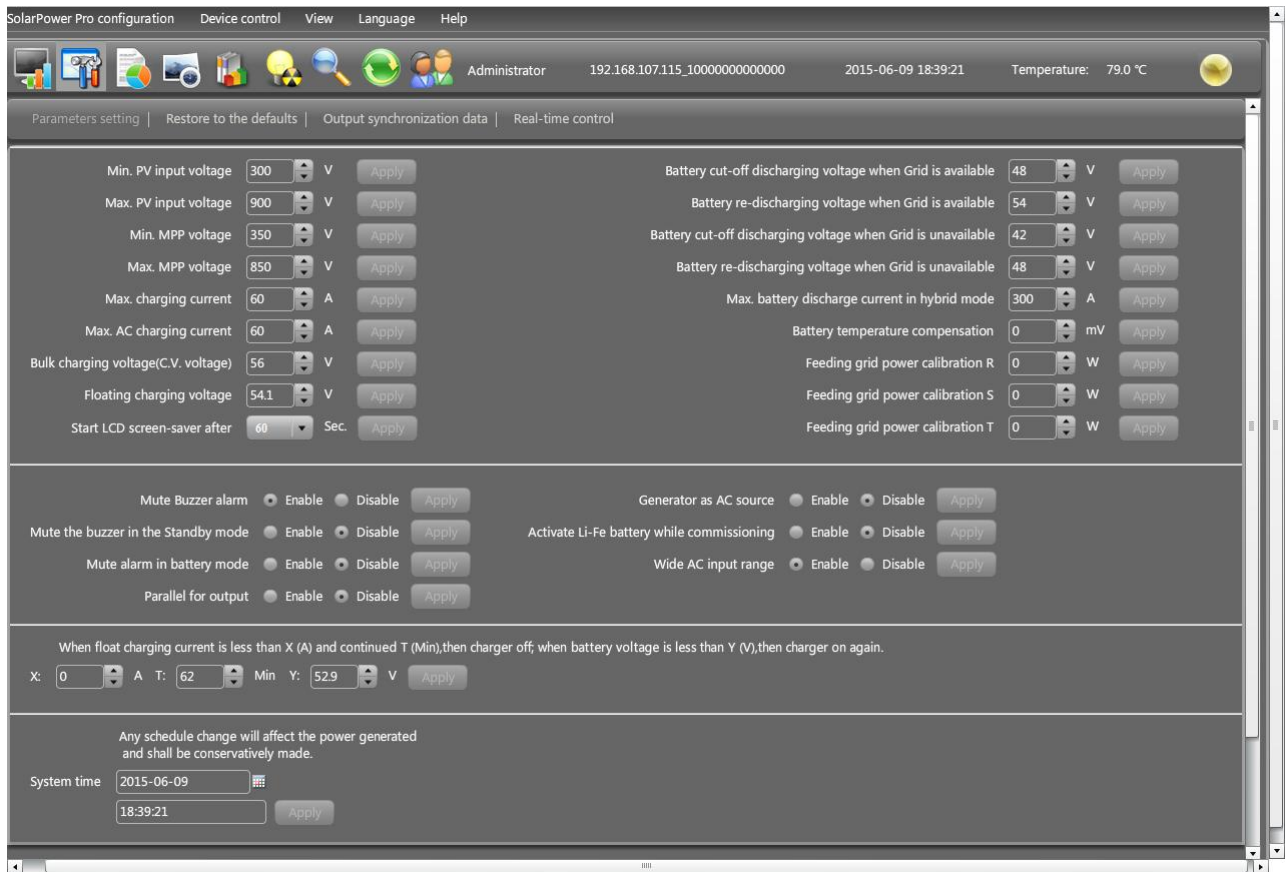 SolarPower Pro configuration Device control View Language Help
Administrator 192.168.107.115_10000000000000 2015-06-09 18:39:21 Temperature: 79.0 ℃
Parameters setting | Restore to the defaults | Output synchronization data | Real-time control
Min. PV input voltage 300 V Apply
Max. PV input voltage 900 V Apply
Min. MPP voltage 350 V Apply
Max. MPP voltage 850 V Apply
Max. charging current 60 A Apply
Max. AC charging current 60 A Apply
Bulk charging voltage(C.V. voltage) 56 V Apply
Floating charging voltage 54.1 V Apply
Start LCD screen-saver after 60 Sec. Apply
Battery cut-off discharging voltage when Grid is available 48 V Apply
Battery re-discharging voltage when Grid is available 54 V Apply
Battery cut-off discharging voltage when Grid is unavailable 42 V Apply
Battery re-discharging voltage when Grid is unavailable 48 V Apply
Max. battery discharge current in hybrid mode 300 A Apply
Battery temperature compensation 0 mV Apply
Feeding grid power calibration R 0 W Apply
Feeding grid power calibration S 0 W Apply
Feeding grid power calibration T 0 W Apply
Mute Buzzer alarm Enable Disable Apply
Mute the buzzer in the Standby mode Enable Disable Apply
Mute alarm in battery mode Enable Disable Apply
Parallel for output Enable Disable Apply
Generator as AC source Enable Disable Apply
Activate Li-Fe battery while commissioning Enable Disable Apply
Wide AC input range Enable Disable Apply
When float charging current is less than X (A) and continued T (Min),then charger off; when battery voltage is less than Y (V),then charger on again.
X: 0 A T: 62 Min Y: 52.9 V Apply
Any schedule change will affect the power generated
and shall be conservatively made.
System time 2015-06-09
18:39:21 Apply